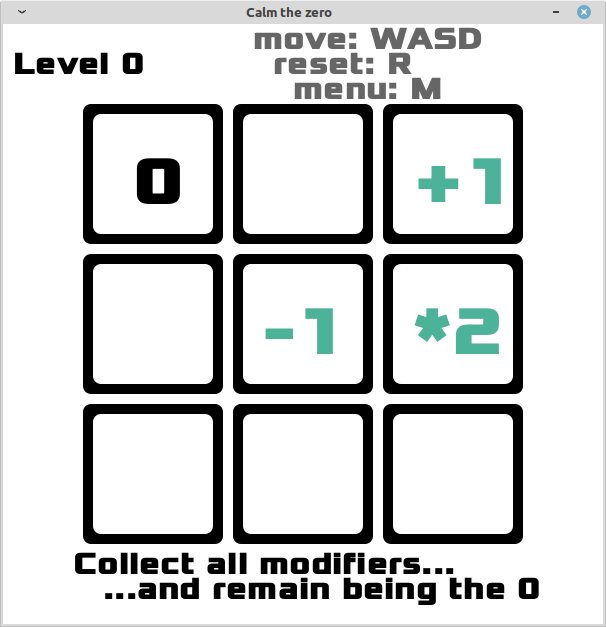 Calm the zero
move: WASD
Level 0
reset: R
menu: M
0
+1
-1
*2
Collect all modifiers...
...and remain being the 0